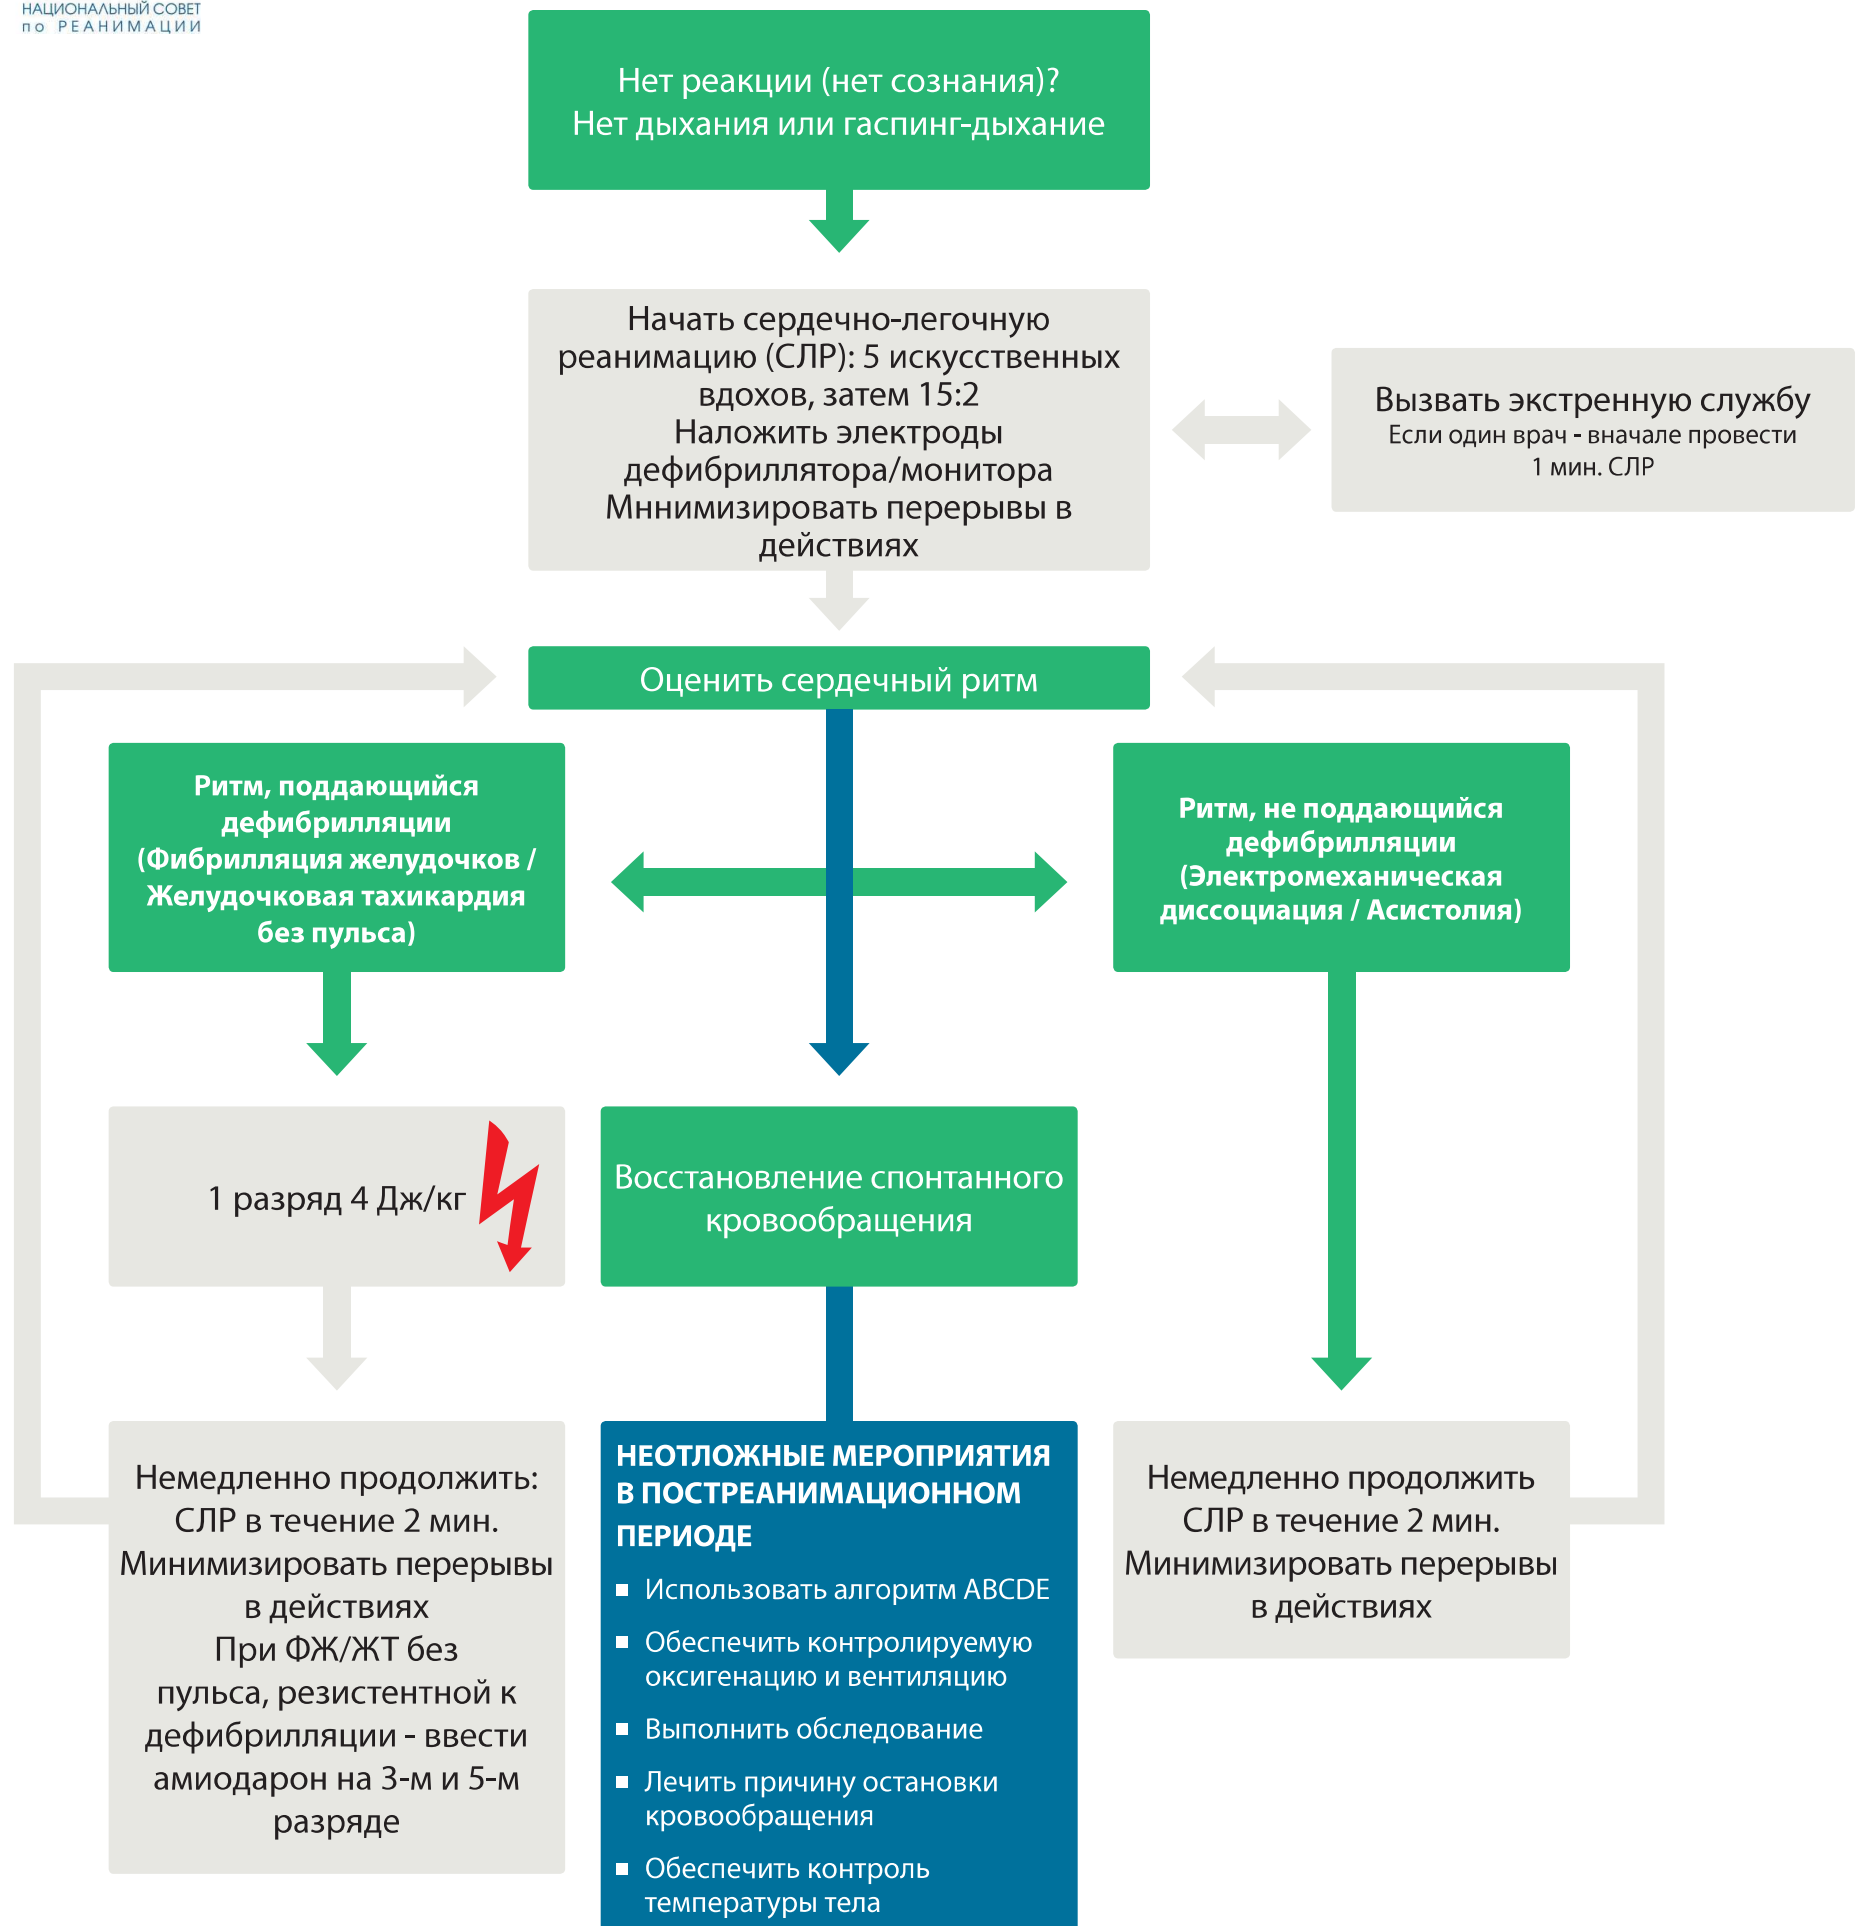 НАЦИОНАЛЬНЫЙ СОВЕТ
по РЕАНИМАЦИИ
Нет реакции (нет сознания)?
Нет дыхания или гаспинг-дыхание
Начать сердечно-легочную
реанимацию (СЛР): 5 искусственных
вдохов, затем 15:2
Наложить электроды
дефибриллятора/монитора
Мннимизировать перерывы в
действиях
Вызвать экстренную службу
Если один врач - вначале провести
1 мин. СЛР
Оценить сердечный ритм
Ритм, поддающийся
дефибрилляции
(Фибрилляция желудочков /
Желудочковая тахикардия
без пульса)
Ритм, не поддающийся
дефибрилляции
(Электромеханическая
диссоциация / Асистолия)
1 разряд 4 Дж/кг
Восстановление спонтанного
кровообращения
Немедленно продолжить:
СЛР в течение 2 мин.
Минимизировать перерывы
в действиях
При ФЖ/ЖТ без
пульса, резистентной к
дефибрилляции - ввести
амиодарон на 3-м и 5-м
разряде
НЕОТЛОЖНЫЕ МЕРОПРИЯТИЯ
В ПОСТРЕАНИМАЦИОННОМ
ПЕРИОДЕ
Использовать алгоритм ABCDE
Обеспечить контролируемую
оксигенацию и вентиляцию
Выполнить обследование
Лечить причину остановки
кровообращения
Обеспечить контроль
температуры тела
Немедленно продолжить
СЛР в течение 2 мин.
Минимизировать перерывы
в действиях